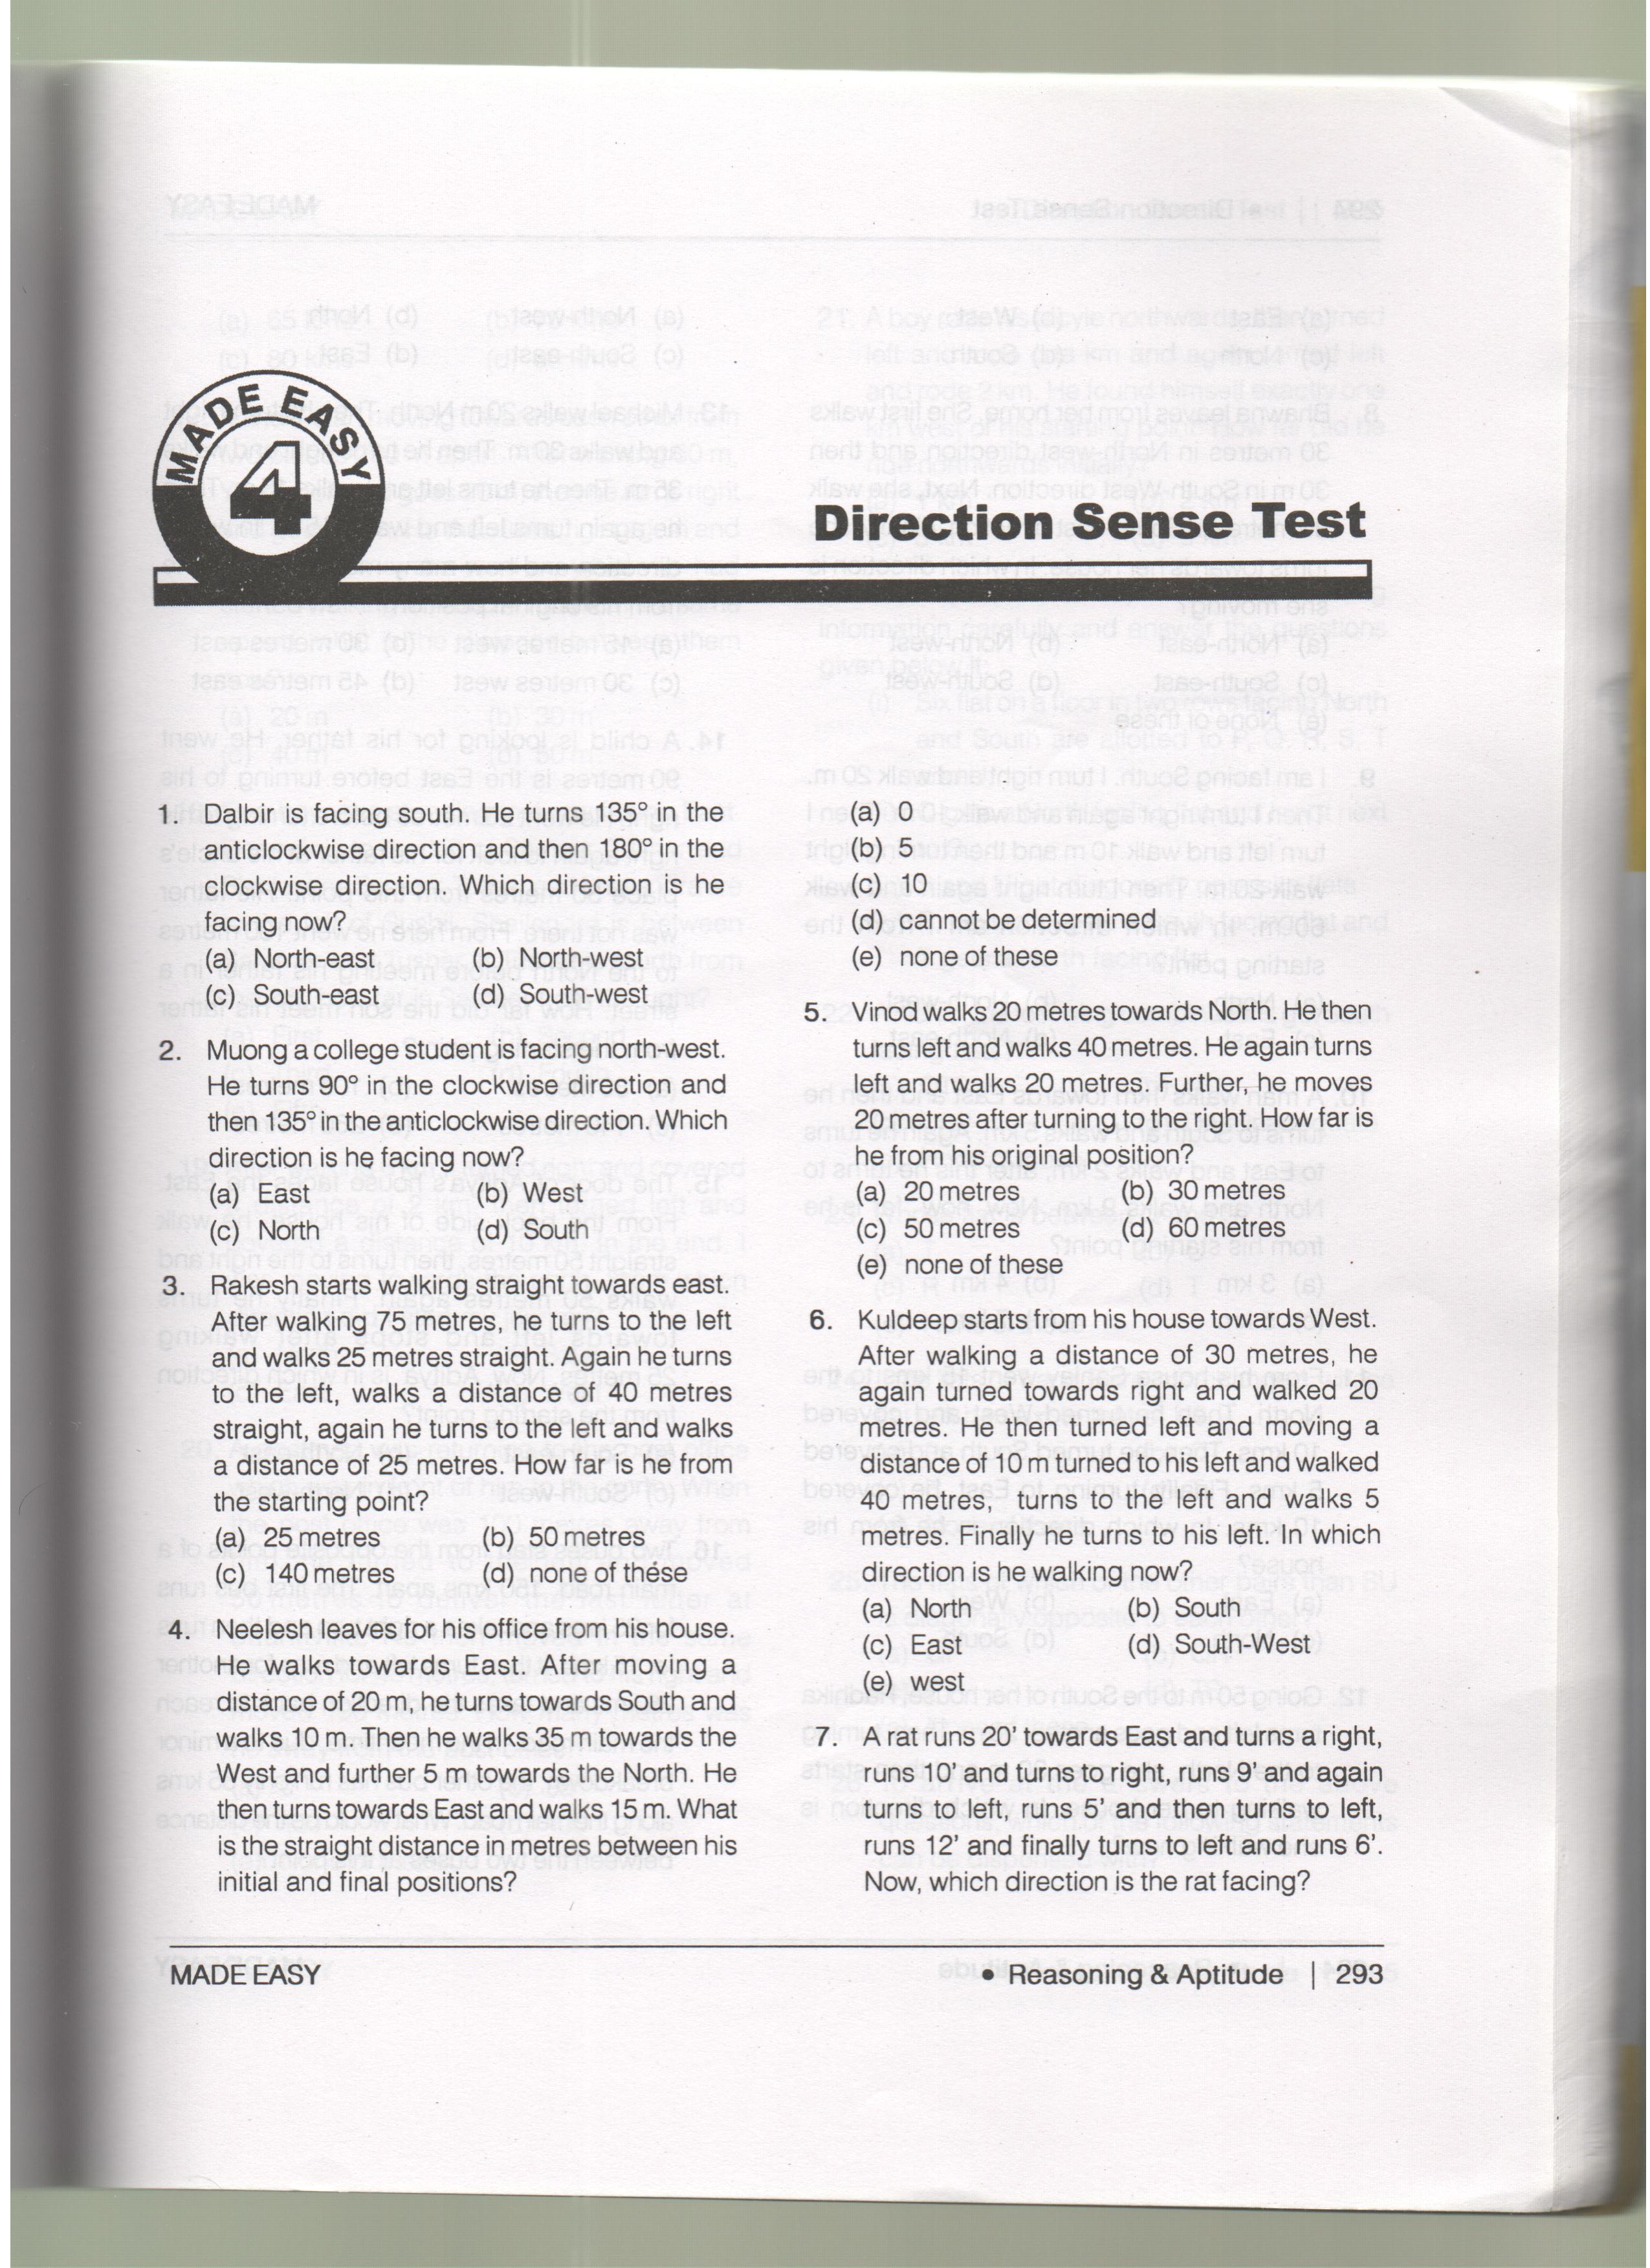 MADE EASY
4
Direction Sense Test
1. Dalbir is facing south. He turns 135° in the
anticlockwise direction and then 180° in the
clockwise direction. Which direction is he
facing now?
(a) North-east (b) North-west
(c) South-east (d) South-west
2. Muong a college student is facing north-west.
He turns 90° in the clockwise direction and
then 135° in the anticlockwise direction. Which
direction is he facing now?
(a) East (b) West
(c) North (d) South
3. Rakesh starts walking straight towards east.
After walking 75 metres, he turns to the left
and walks 25 metres straight. Again he turns
to the left, walks a distance of 40 metres
straight, again he turns to the left and walks
a distance of 25 metres. How far is he from
the starting point?
(a) 25 metres (b) 50 metres
(c) 140 metres (d) none of these
4. Neelesh leaves for his office from his house.
He walks towards East. After moving a
distance of 20 m, he turns towards South and
walks 10 m. Then he walks 35 m towards the
West and further 5 m towards the North. He
then turns towards East and walks 15 m. What
is the straight distance in metres between his
initial and final positions?
(a) 0
(b) 5
(c) 10
(d) cannot be determined
(e) none of these
5. Vinod walks 20 metres towards North. He then
turns left and walks 40 metres. He again turns
left and walks 20 metres. Further, he moves
20 metres after turning to the right. How far is
he from his original position?
(a) 20 metres (b) 30 metres
(c) 50 metres (d) 60 metres
(e) none of these
6. Kuldeep starts from his house towards West.
After walking a distance of 30 metres, he
again turned towards right and walked 20
metres. He then turned left and moving a
distance of 10 m turned to his left and walked
40 metres, turns to the left and walks 5
metres. Finally he turns to his left. In which
direction is he walking now?
(a) North (b) South
(c) East (d) South-West
(e) west
7. A rat runs 20' towards East and turns a right,
runs 10' and turns to right, runs 9' and again
turns to left, runs 5' and then turns to left,
runs 12' and finally turns to left and runs 6'.
Now, which direction is the rat facing?
MADE EASY
• Reasoning & Aptitude | 293